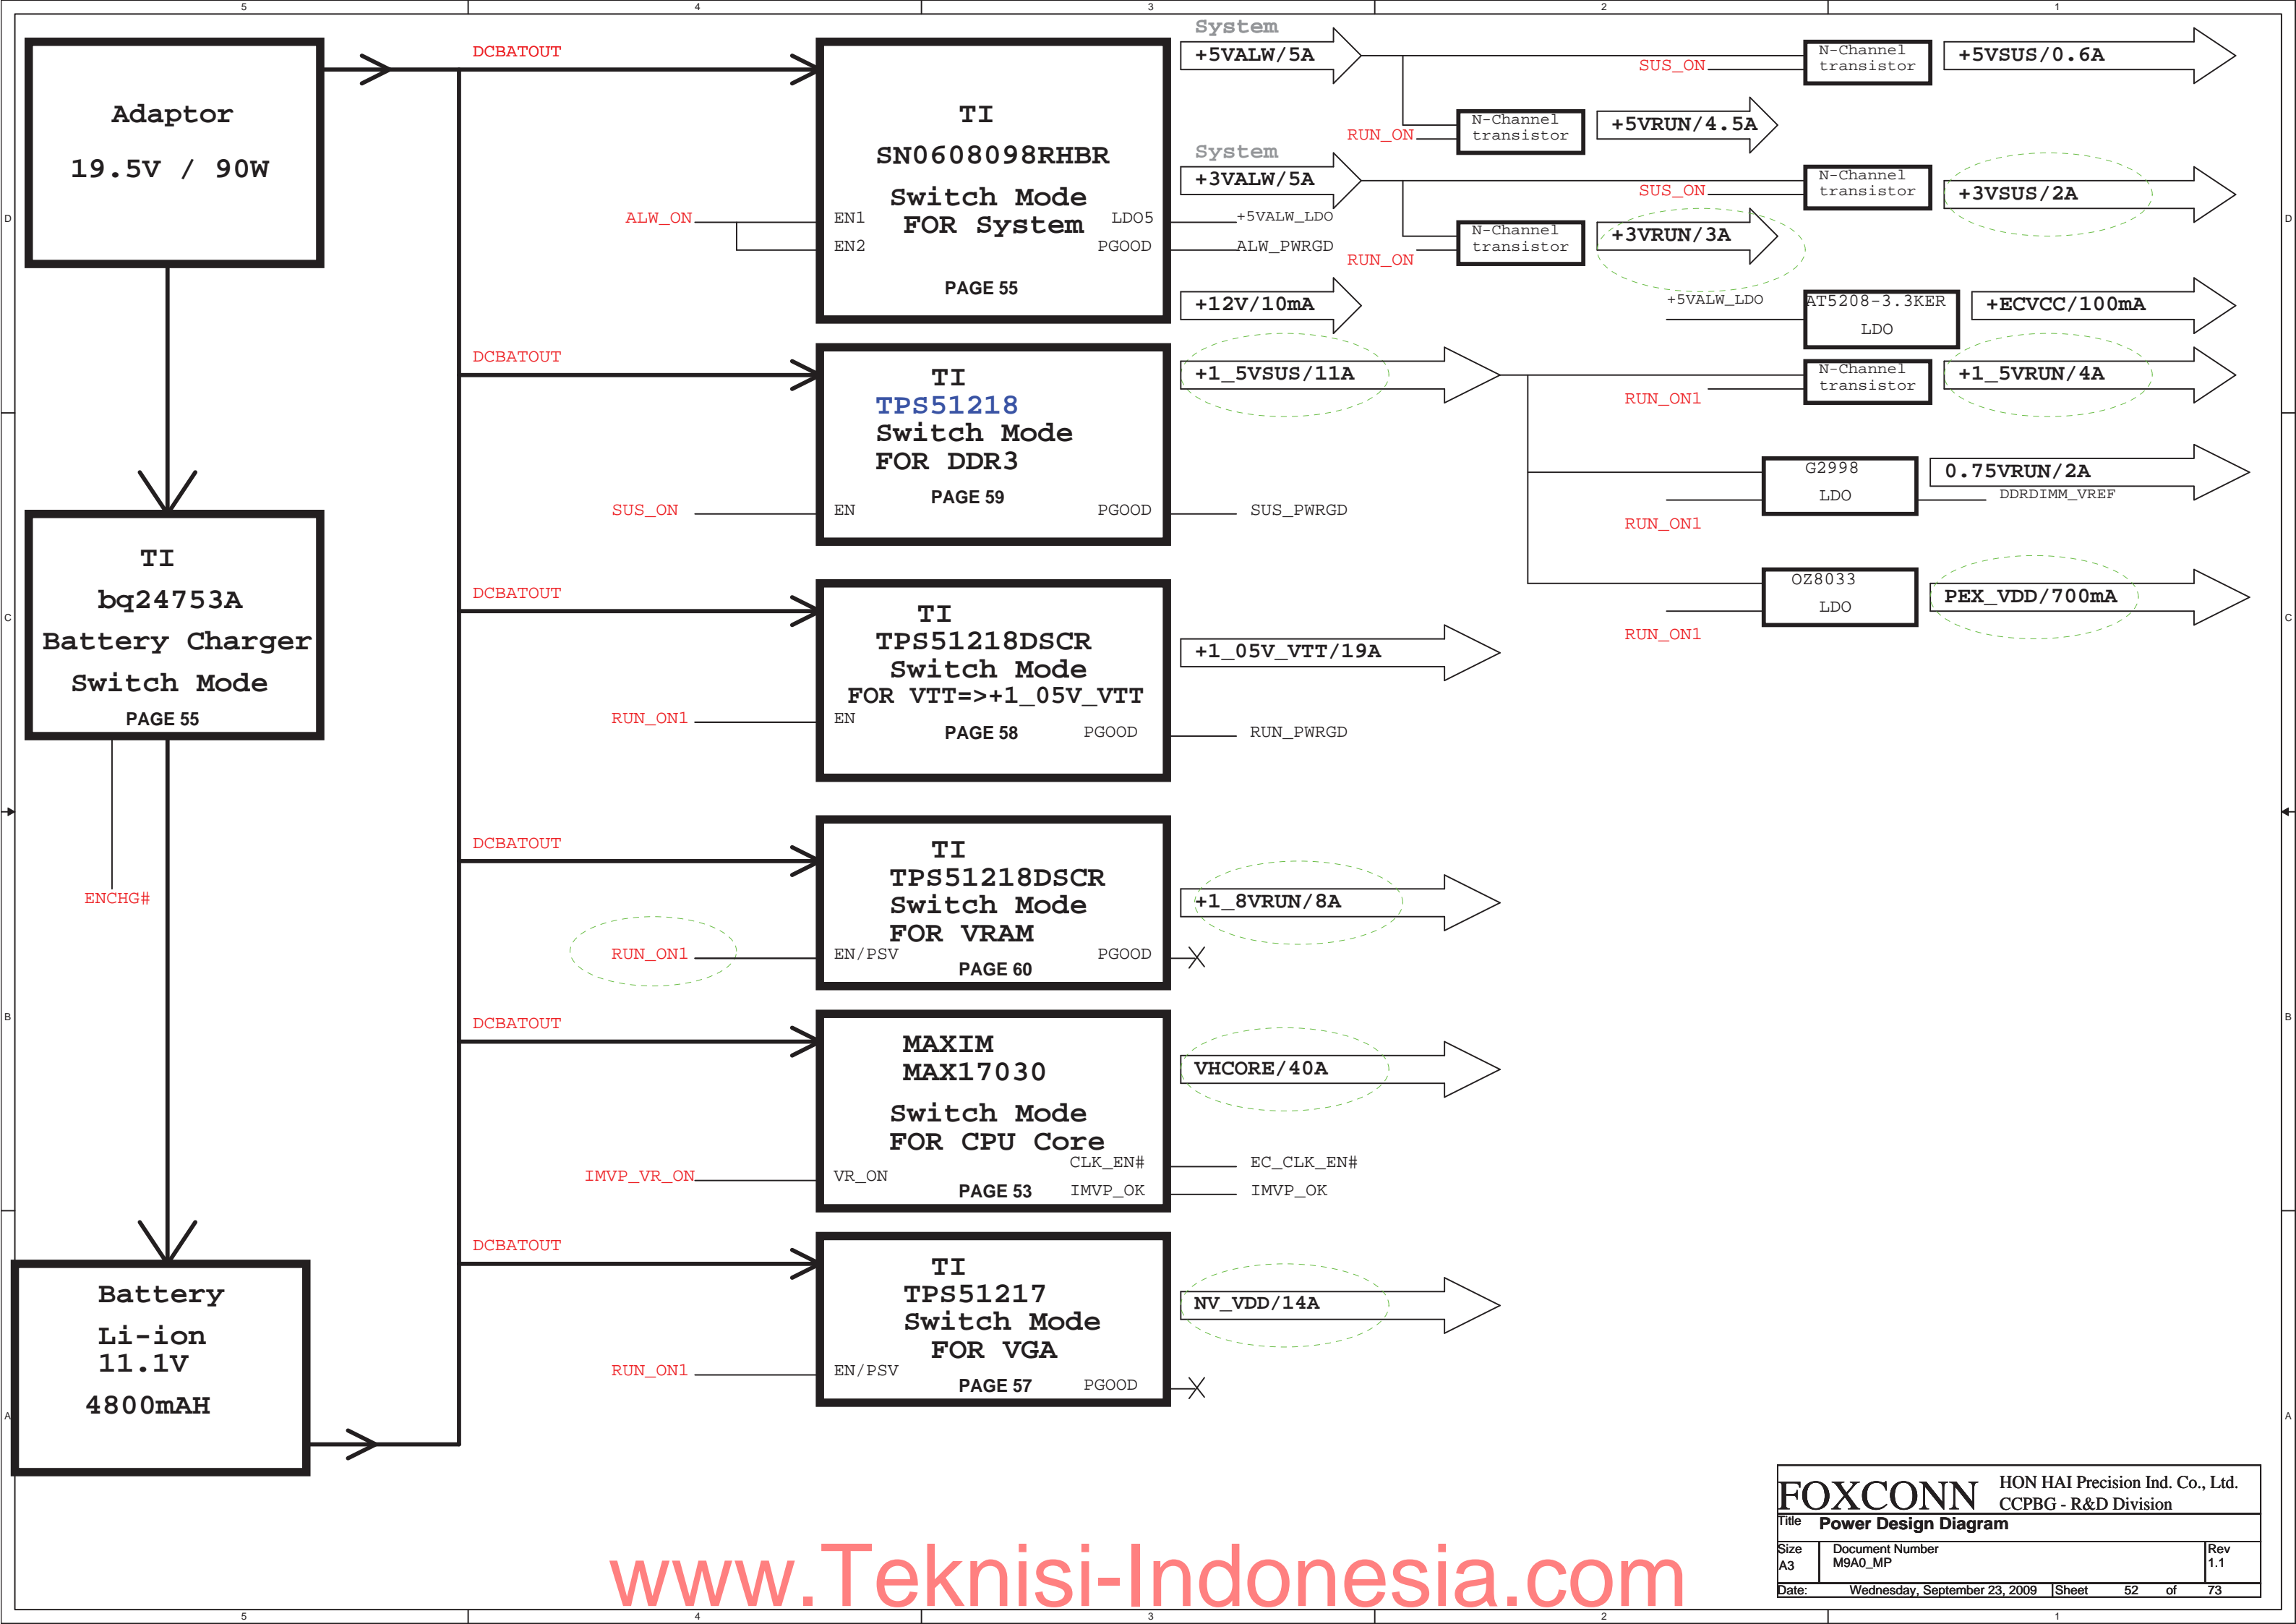 5 4 3 2 1
D
C
B
A
D
C
B
A
Adaptor
19.5V / 90W
TI
bq24753A
Battery Charger
Switch Mode
PAGE 55
ENCHG#
Battery
Li-ion
11.1V
4800mAH
DCBATOUT
TI
SN0608098RHBR
Switch Mode
FOR System
ALW_ON
EN1
EN2
LDO5
PGOOD
+5VALW_LDO
ALW_PWRGD
PAGE 55
System
+5VALW/5A
System
+3VALW/5A
+12V/10mA
SUS_ON
N-Channel
transistor
+5VSUS/0.6A
RUN_ON
N-Channel
transistor
+5VRUN/4.5A
SUS_ON
N-Channel
transistor
+3VSUS/2A
RUN_ON
N-Channel
transistor
+3VRUN/3A
+5VALW_LDO
AT5208-3.3KER
LDO
+ECVCC/100mA
DCBATOUT
TI
TPS51218
Switch Mode
FOR DDR3
PAGE 59
SUS_ON
EN
PGOOD
SUS_PWRGD
+1_5VSUS/11A
RUN_ON1
N-Channel
transistor
+1_5VRUN/4A
G2998
LDO
RUN_ON1
0.75VRUN/2A
DDRDIMM_VREF
OZ8033
LDO
RUN_ON1
PEX_VDD/700mA
DCBATOUT
TI
TPS51218DSCR
Switch Mode
FOR VTT=>+1_05V_VTT
RUN_ON1
EN
PAGE 58
PGOOD
RUN_PWRGD
+1_05V_VTT/19A
DCBATOUT
TI
TPS51218DSCR
Switch Mode
FOR VRAM
RUN_ON1
EN/PSV
PGOOD
PAGE 60
+1_8VRUN/8A
DCBATOUT
MAXIM
MAX17030
Switch Mode
FOR CPU Core
CLK_EN#
EC_CLK_EN#
IMVP_VR_ON
VR_ON
PAGE 53
IMVP_OK
IMVP_OK
VHCORE/40A
DCBATOUT
TI
TPS51217
Switch Mode
FOR VGA
RUN_ON1
EN/PSV
PAGE 57
PGOOD
NV_VDD/14A
FOXCONN
HON HAI Precision Ind. Co., Ltd.
CCPBG - R&D Division
Title
Power Design Diagram
Size
A3
Document Number
M9A0_MP
Rev
1.1
Date: Wednesday, September 23, 2009 Sheet 52 of 73
www.Teknisi-Indonesia.com
5 4 3 2 1